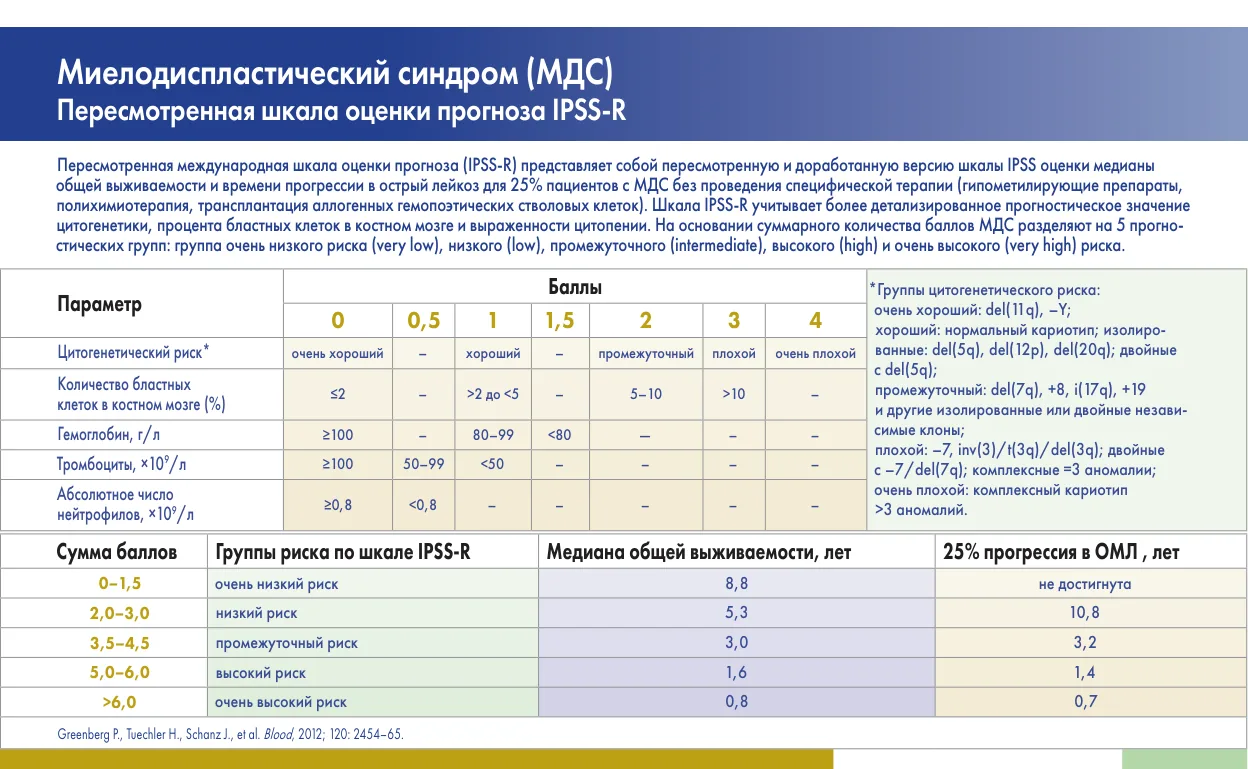 Миелодиспластический синдром (МДС)
Пересмотренная шкала оценки прогноза IPSS-R
Пересмотренная международная шкала оценки прогноза (IPSS-R) представляет собой пересмотренную и доработанную версию шкалы IPSS оценки медианы
общей выживаемости и времени прогрессии в острый лейкоз для 25% пациентов с МДС без проведения специфической терапии (гипометилирующие препараты,
полихимиотерапия, трансплантация аллогенных гемопоэтических стволовых клеток). Шкала IPSS-R учитывает более детализированное прогностическое значение
цитогенетики, процента бластных клеток в костном мозге и выраженности цитопении. На основании суммарного количества баллов МДС разделяют на 5 прогно-
стических групп: группа очень низкого риска (very low), низкого (low), промежуточного (intermediate), высокого (high) и очень высокого (very high) риска.
Параметр
Баллы
0 0,5 1 1,5 2 3 4
Цитогенетический риск* очень хороший – хороший – промежуточный плохой очень плохой
Количество бластных
клеток в костном мозге (%) ≤2 – >2 до <5 – 5–10 >10 –
Гемоглобин, г/л ≥100 – 80–99 <80 — – –
Тромбоциты, ×10⁹/л ≥100 50–99 <50 – – – –
Абсолютное число
нейтрофилов, ×10⁹/л ≥0,8 <0,8 – – – – –
*Группы цитогенетического риска:
очень хороший: del(11q), –Y;
хороший: нормальный кариотип; изолиро-
ванные: del(5q), del(12p), del(20q); двойные
с del(5q);
промежуточный: del(7q), +8, i(17q), +19
и другие изолированные или двойные незави-
симые клоны;
плохой: –7, inv(3)/t(3q)/del(3q); двойные
с –7/del(7q); комплексные =3 аномалии;
очень плохой: комплексный кариотип
>3 аномалий.
Сумма баллов Группы риска по шкале IPSS-R Медиана общей выживаемости, лет 25% прогрессия в ОМЛ , лет
0–1,5 очень низкий риск 8,8 не достигнута
2,0–3,0 низкий риск 5,3 10,8
3,5–4,5 промежуточный риск 3,0 3,2
5,0–6,0 высокий риск 1,6 1,4
>6,0 очень высокий риск 0,8 0,7
Greenberg P., Tuechler H., Schanz J., et al. Blood, 2012; 120: 2454–65.